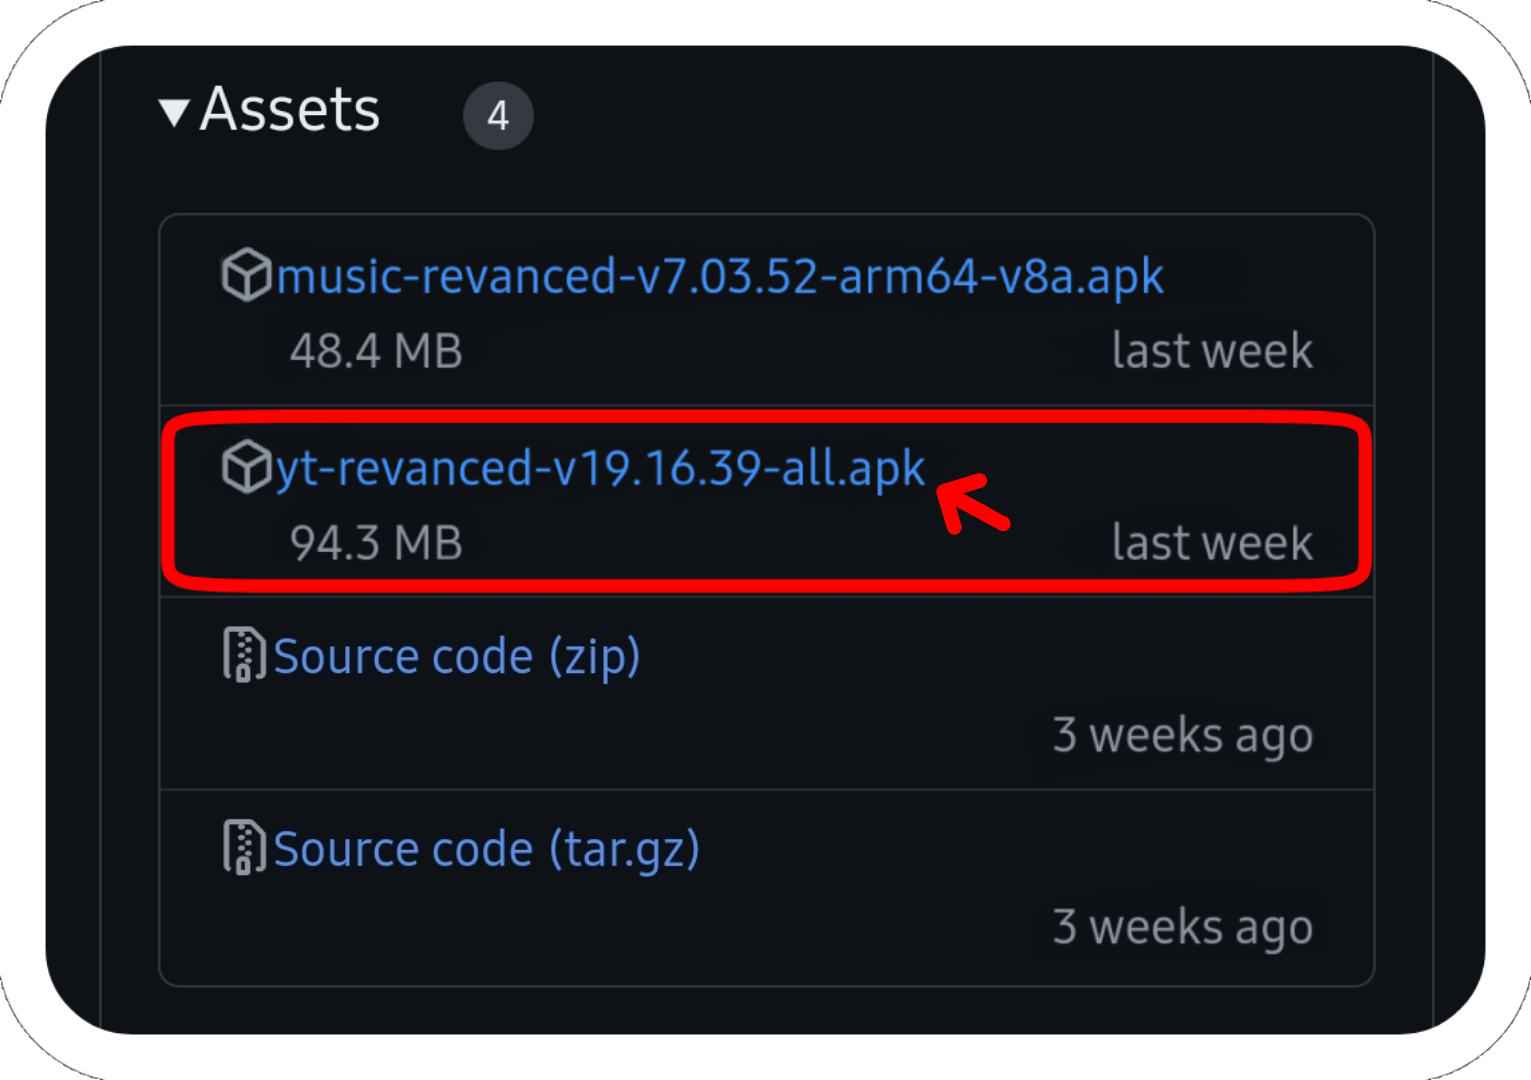 Assets 4
music-revanced-v7.03.52-arm64-v8a.apk
48.4 MB last week
yt-revanced-v19.16.39-all.apk
94.3 MB last week
Source code (zip)
3 weeks ago
Source code (tar.gz)
3 weeks ago